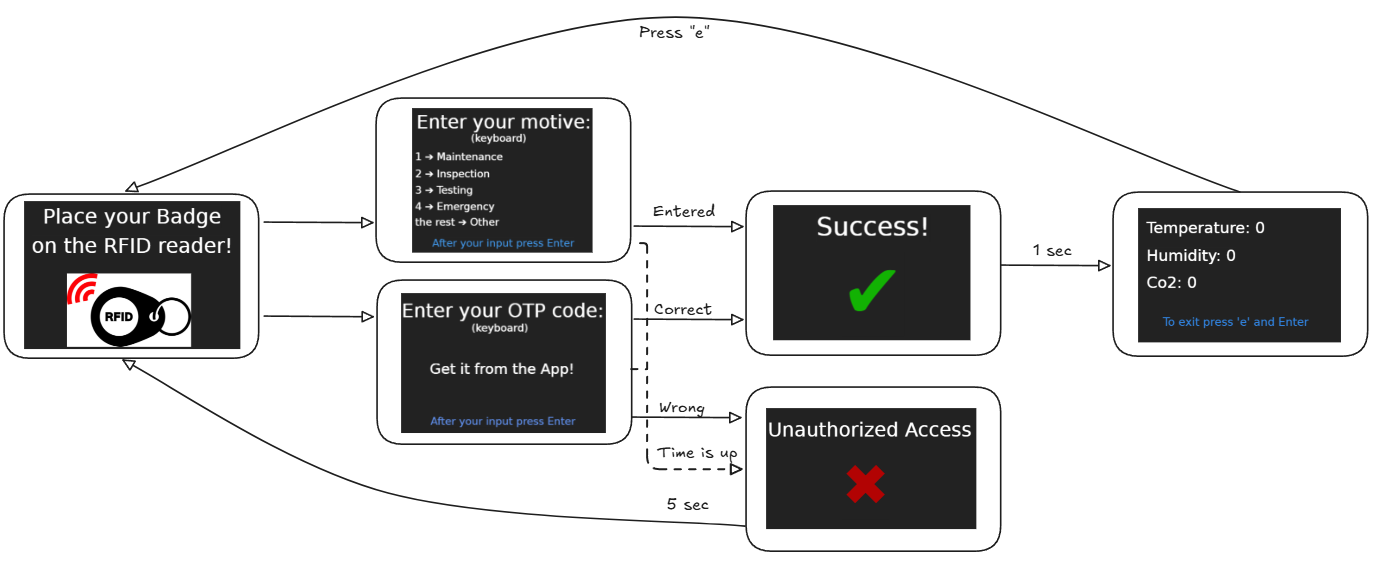 Press "e"
Place your Badge
on the RFID reader!
RFID
Enter your motive:
(keyboard)
1 → Maintenance
2 → Inspection
3 → Testing
4 → Emergency
the rest → Other
After your input press Enter
Enter your OTP code:
(keyboard)
Get it from the App!
After your input press Enter
Entered
Correct
Wrong
Time is up
5 sec
Success!
Unauthorized Access
1 sec
Temperature: 0
Humidity: 0
Co2: 0
To exit press 'e' and Enter